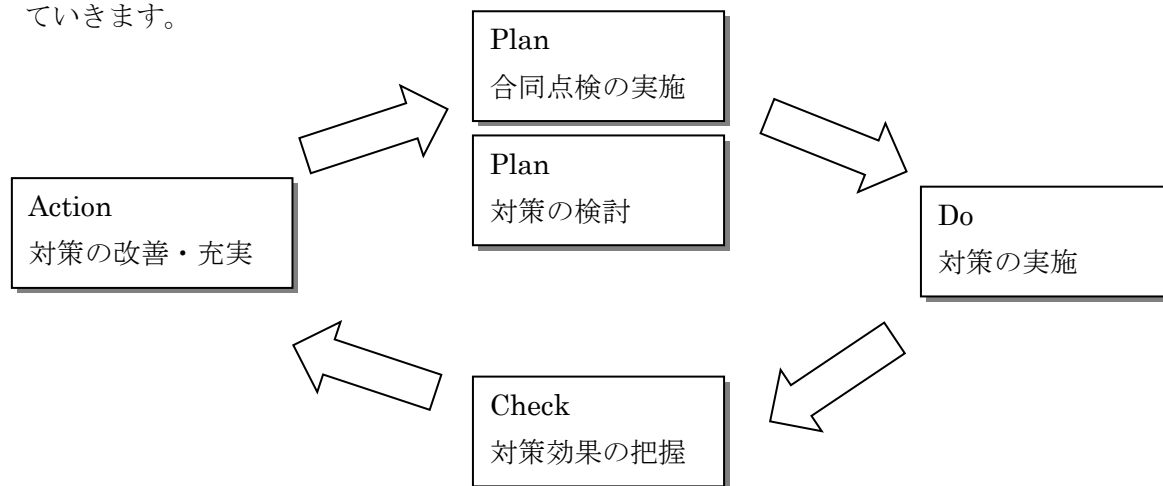 ていきます。
Plan
合同点検の実施
Plan
対策の検討
Do
対策の実施
Check
対策効果の把握
Action
対策の改善・充実